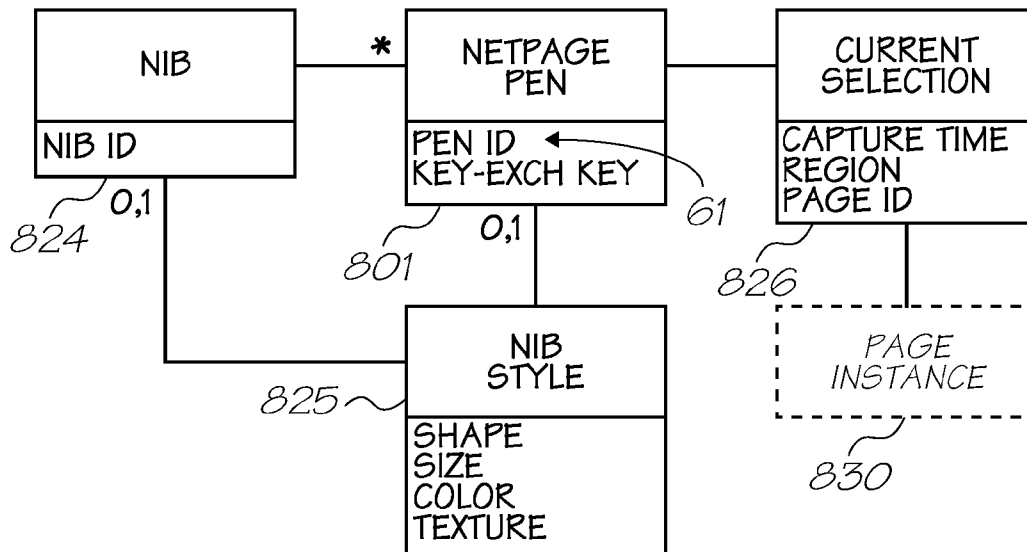 NIB
NIB ID
0,1
824
*
NETPAGE
PEN
PEN ID
KEY-EXCH KEY
61
0,1
801
CURRENT
SELECTION
CAPTURE TIME
REGION
PAGE ID
826
NIB
STYLE
825
SHAPE
SIZE
COLOR
TEXTURE
PAGE
INSTANCE
830